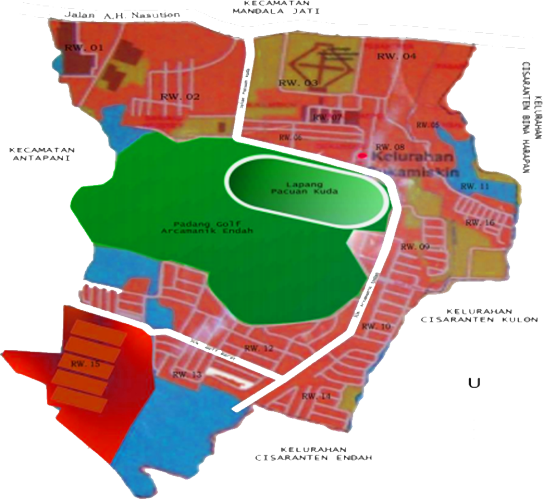 KECAMATAN
MANDALA JATI
Jalan A.H. Nasution
RW. 01
RW. 02
RW. 03
RW. 04
KELURAHAN
CISARANTEN BINA HARAPAN
RW. 07
RW. 05
RW. 06
RW. 08
KECAMATAN
ANTAPANI
Kelurahan
kamiskin
RW. 11
Lapang
Pacuan Kuda
RW. 16
Padang Golf
Arcamanik Endah
RW. 09
KELURAHAN
CISARANTEN KULON
RW. 10
RW. 12
RW. 15
RW. 13
U
RW. 14
KELURAHAN
CISARANTEN ENDAH